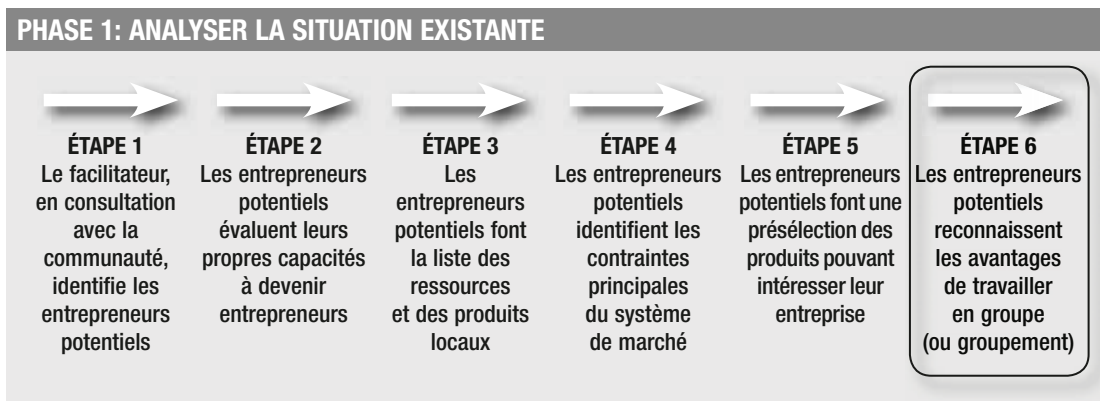 PHASE 1: ANALYSER LA SITUATION EXISTANTE
ÉTAPE 1
Le facilitateur,
en consultation
avec la
communauté,
identifie les
entrepreneurs
potentiels
ÉTAPE 2
Les entrepreneurs
potentiels
évaluent leurs
propres capacités
à devenir
entrepreneurs
ÉTAPE 3
Les
entrepreneurs
potentiels font
la liste des
ressources
et des produits
locaux
ÉTAPE 4
Les entrepreneurs
potentiels
identifient les
contraintes
principales
du système
de marché
ÉTAPE 5
Les entrepreneurs
potentiels font une
présélection des
produits pouvant
intéresser leur
entreprise
ÉTAPE 6
Les entrepreneurs
potentiels
reconnaissent
les avantages
de travailler
en groupe
(ou groupement)